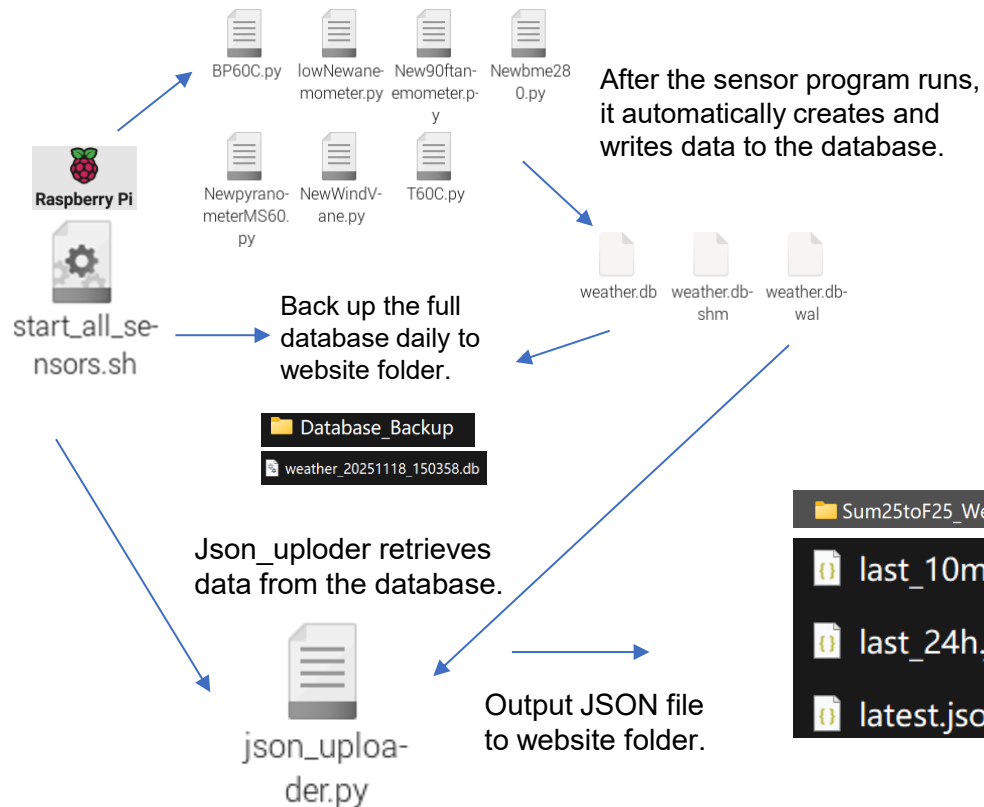 BP60C.py
lowNewane-
mometer.py
New90ftan-
emometer.p-
y
Newbme28
0.py
After the sensor program runs,
it automatically creates and
writes data to the database.
Raspberry Pi
Newpyrano-
meterMS60.
py
NewWindV-
ane.py
T60C.py
start_all_se-
nsors.sh
Back up the full
database daily to
website folder.
weather.db
weather.db-
shm
weather.db-
wal
Database_Backup
weather_20251118_150358.db
Json_uploder retrieves
data from the database.
Sum25toF25_We
last_10m
last_24h.
latest.jso
json_uploa-
der.py
Output JSON file
to website folder.